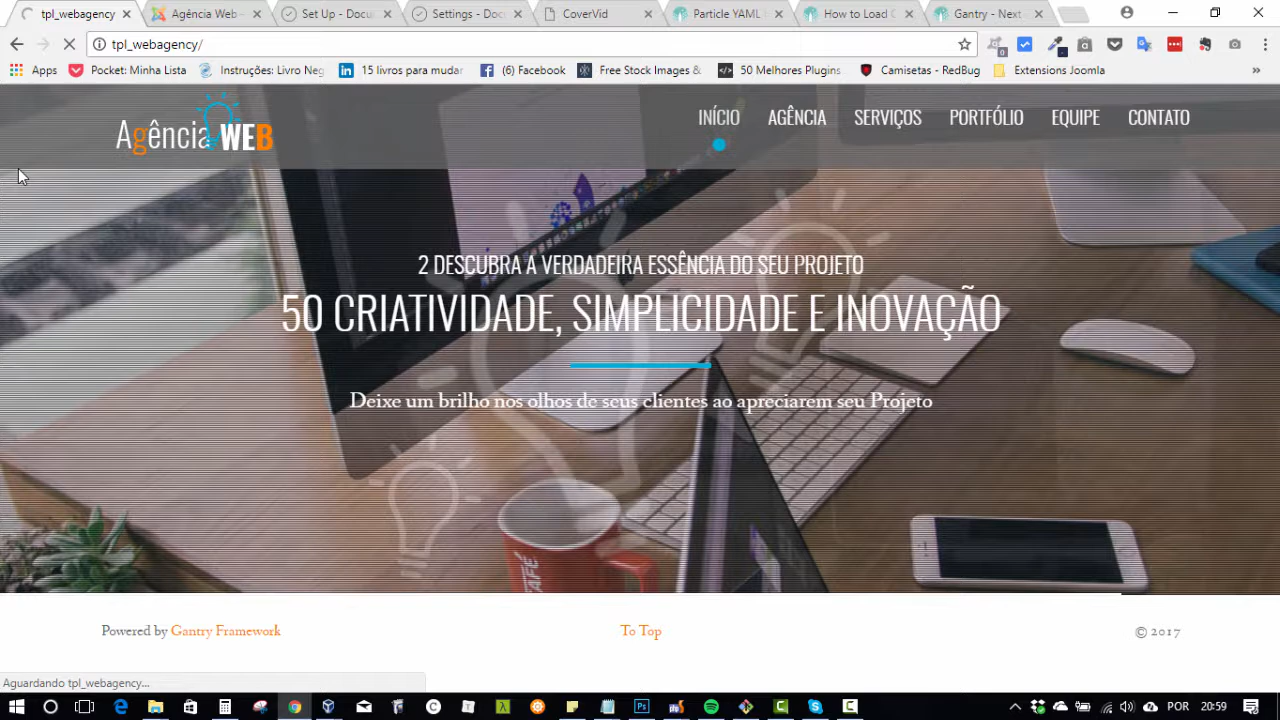 tpl_webagency/
Agência Web -
Set Up - Docum
Settings - Docu
CoverVid
Particle YAML
How to Load C
Gantry - Next
tpl_webagency/
Apps
Pocket: Minha Lista
Instruções: Livro Neg
15 livros para mudar
(6) Facebook
Free Stock Images &
50 Melhores Plugins
Camisetas - RedBug
Extensions Joomla
»
Agência WEB
INÍCIO
AGÊNCIA
SERVIÇOS
PORTFÓLIO
EQUIPE
CONTATO
2 DESCUBRA A VERDADEIRA ESSÊNCIA DO SEU PROJETO
50 CRIATIVIDADE, SIMPLICIDADE E INOVAÇÃO
Deixe um brilho nos olhos de seus clientes ao apreciarem seu Projeto
CAFÉ
Powered by Gantry Framework
To Top
© 2017
Aguardando tpl_webagency...
POR
20:59